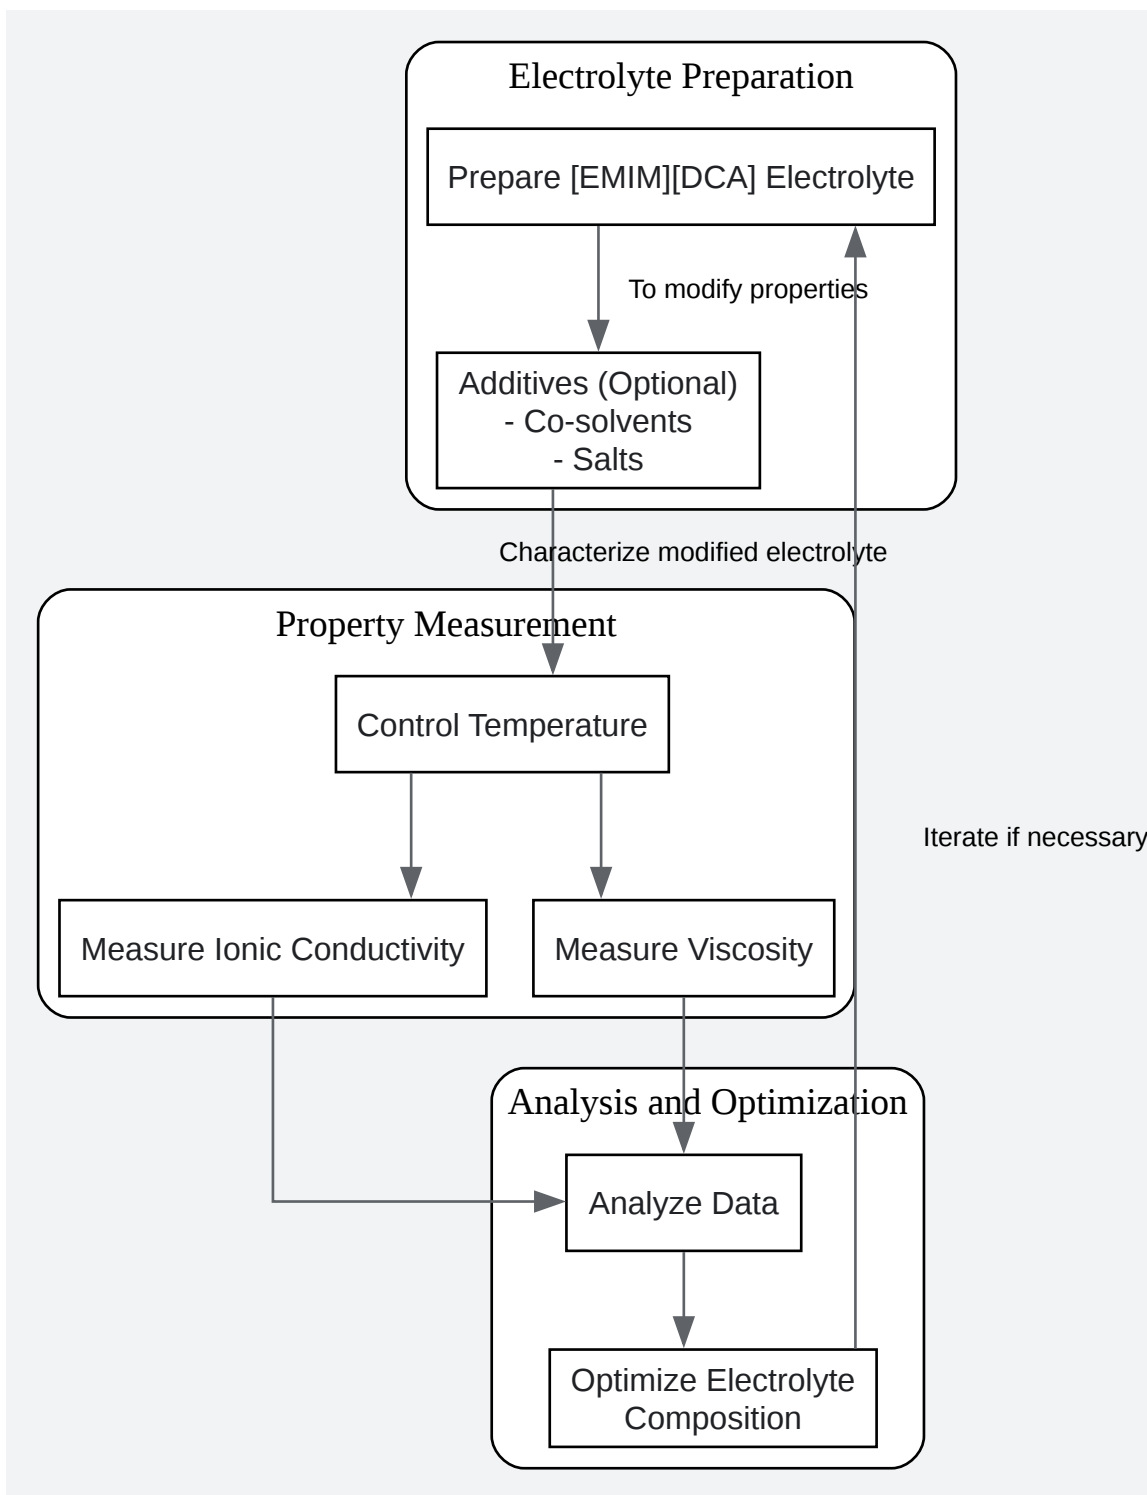 Electrolyte Preparation
Prepare [EMIM][DCA] Electrolyte
To modify properties
Additives (Optional)
- Co-solvents
- Salts
Characterize modified electrolyte
Property Measurement
Control Temperature
Iterate if necessary
Measure Ionic Conductivity
Measure Viscosity
Analysis and Optimization
Analyze Data
Optimize Electrolyte
Composition